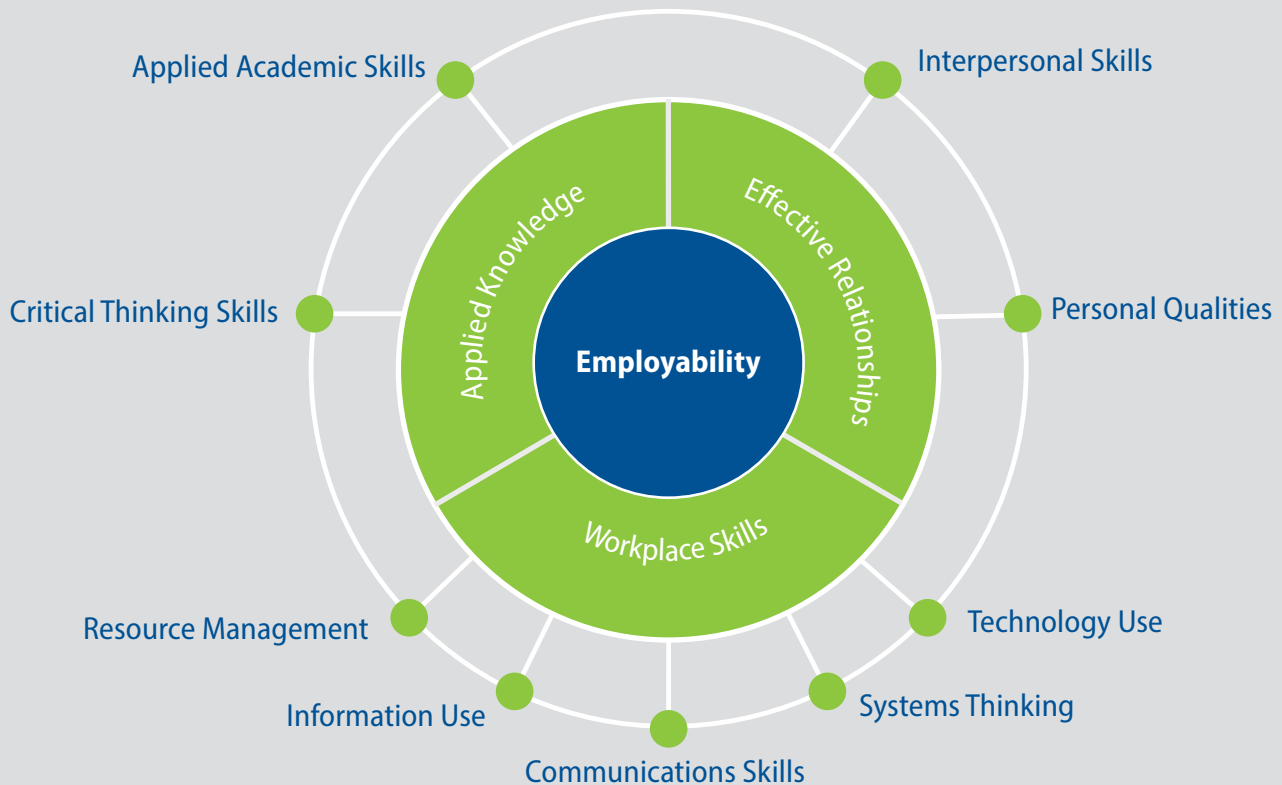 Applied Academic Skills
Interpersonal Skills
Applied Knowledge
Effective Relationships
Critical Thinking Skills
Personal Qualities
Employability
Workplace Skills
Resource Management
Technology Use
Information Use
Systems Thinking
Communications Skills